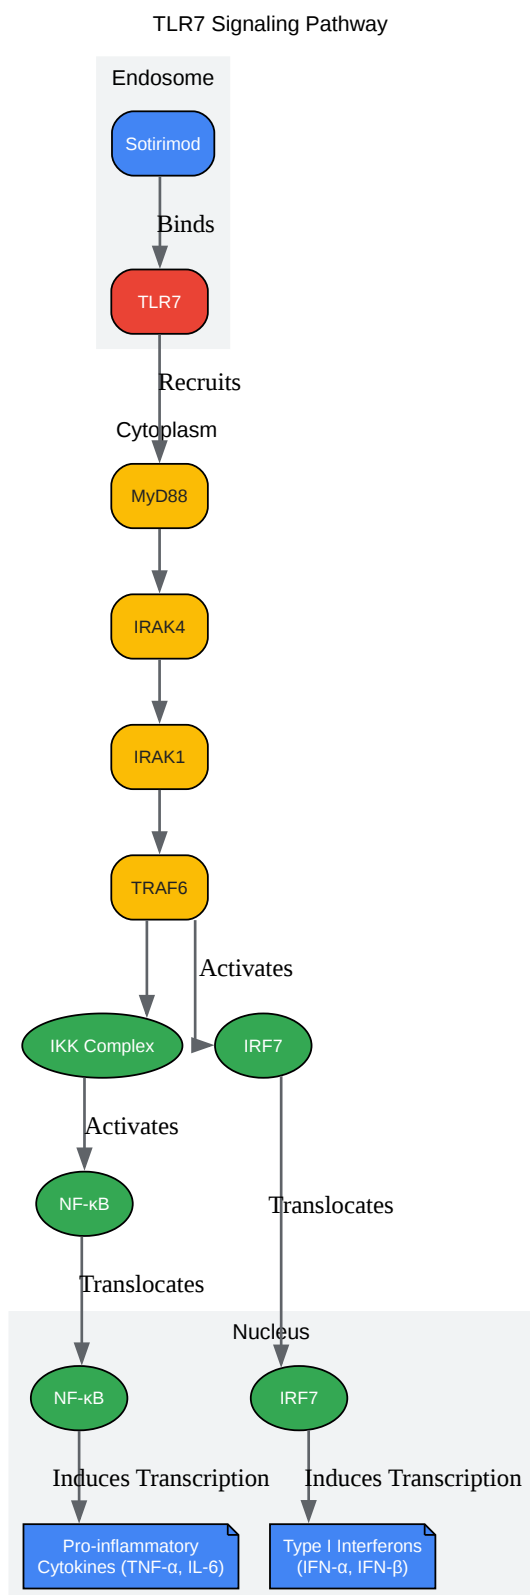 TLR7 Signaling Pathway
Endosome
Sotirimod
Binds
TLR7
Recruits
Cytoplasm
MyD88
IRAK4
IRAK1
TRAF6
Activates
IKK Complex
IRF7
Activates
NF-κB
Translocates
Translocates
Nucleus
NF-κB
IRF7
Induces Transcription
Induces Transcription
Pro-inflammatory
Cytokines (TNF-α, IL-6)
Type I Interferons
(IFN-α, IFN-β)